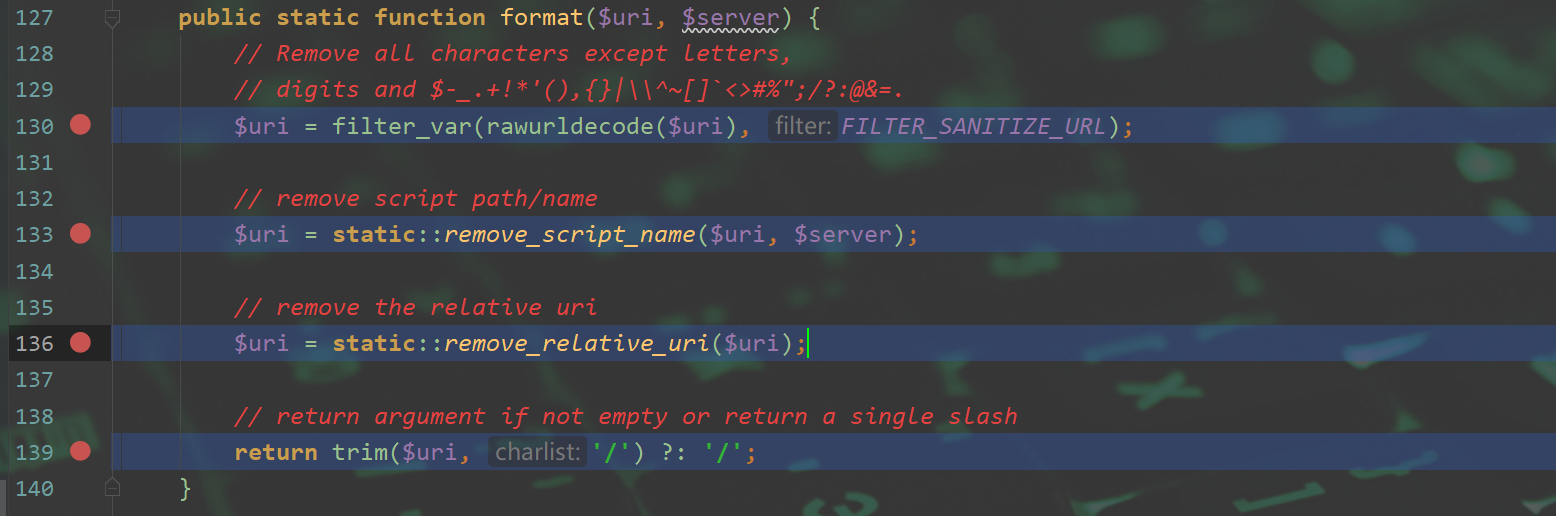 127 public static function format($uri, $server) {
128 // Remove all characters except letters,
129 // digits and $-_.+!*'(),{}|\\^~[]`<>#%";/?:@&=.
130 $uri = filter_var(rawurldecode($uri), filter: FILTER_SANITIZE_URL);
131
132 // remove script path/name
133 $uri = static::remove_script_name($uri, $server);
134
135 // remove the relative uri
136 $uri = static::remove_relative_uri($uri);
137
138 // return argument if not empty or return a single slash
139 return trim($uri, charlist: '/') ?: '/';
140 }